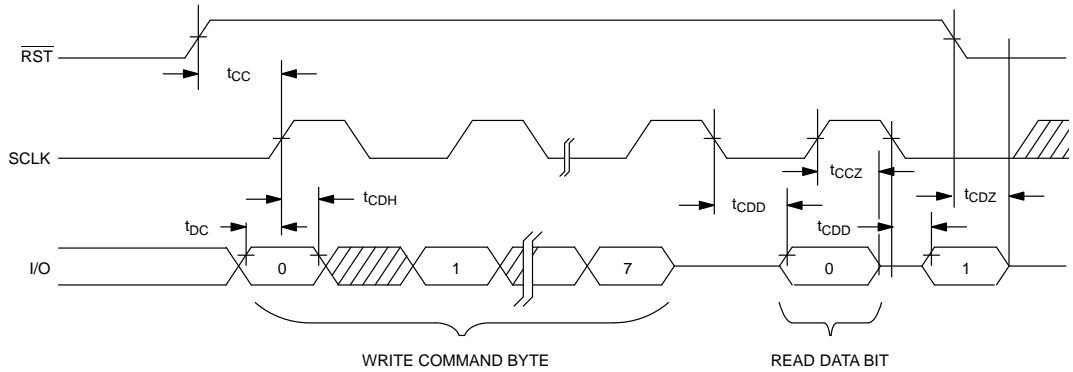 RST
tCC
SCLK
tCCZ
tCDH
tCDD
tCDZ
tDC
tCDD
I/O
0
1
7
0
1
WRITE COMMAND BYTE
READ DATA BIT